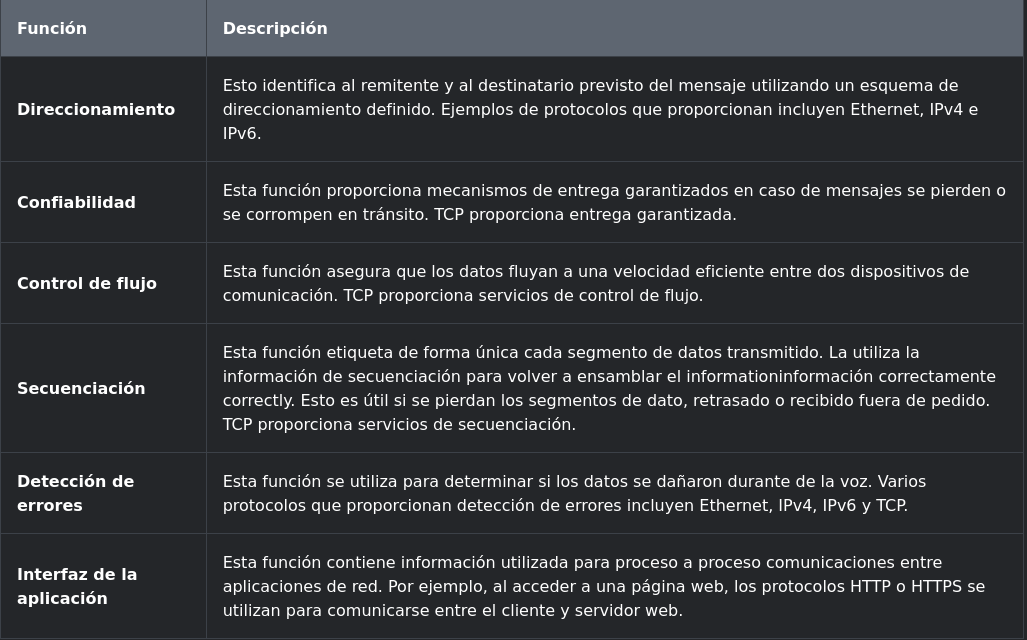 Función
Descripción
Direccionamiento
Esto identifica al remitente y al destinatario previsto del mensaje utilizando un esquema de
direccionamiento definido. Ejemplos de protocolos que proporcionan incluyen Ethernet, IPv4 e
IPv6.
Confiabilidad
Esta función proporciona mecanismos de entrega garantizados en caso de mensajes se pierden o
se corrompen en tránsito. TCP proporciona entrega garantizada.
Control de flujo
Esta función asegura que los datos fluyan a una velocidad eficiente entre dos dispositivos de
comunicación. TCP proporciona servicios de control de flujo.
Secuenciación
Esta función etiqueta de forma única cada segmento de datos transmitido. La utiliza la
información de secuenciación para volver a ensamblar el informationinformación correctamente
correctly. Esto es útil si se pierdan los segmentos de dato, retrasado o recibido fuera de pedido.
TCP proporciona servicios de secuenciación.
Detección de
errores
Esta función se utiliza para determinar si los datos se dañaron durante de la voz. Varios
protocolos que proporcionan detección de errores incluyen Ethernet, IPv4, IPv6 y TCP.
Interfaz de la
aplicación
Esta función contiene información utilizada para proceso a proceso comunicaciones entre
aplicaciones de red. Por ejemplo, al acceder a una página web, los protocolos HTTP o HTTPS se
utilizan para comunicarse entre el cliente y servidor web.